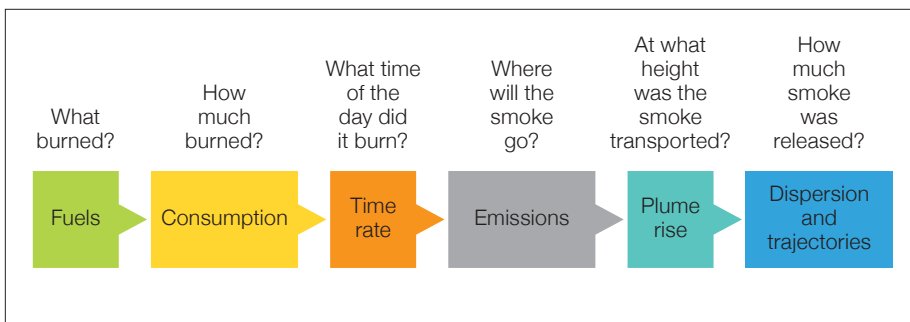 What
burned?
How
much
burned?
What time
of the
day did
it burn?
Where
will the
smoke
go?
At what
height
was the
smoke
transported?
How
much
smoke
was
released?
Fuels
Consumption
Time
rate
Emissions
Plume
rise
Dispersion
and
trajectories